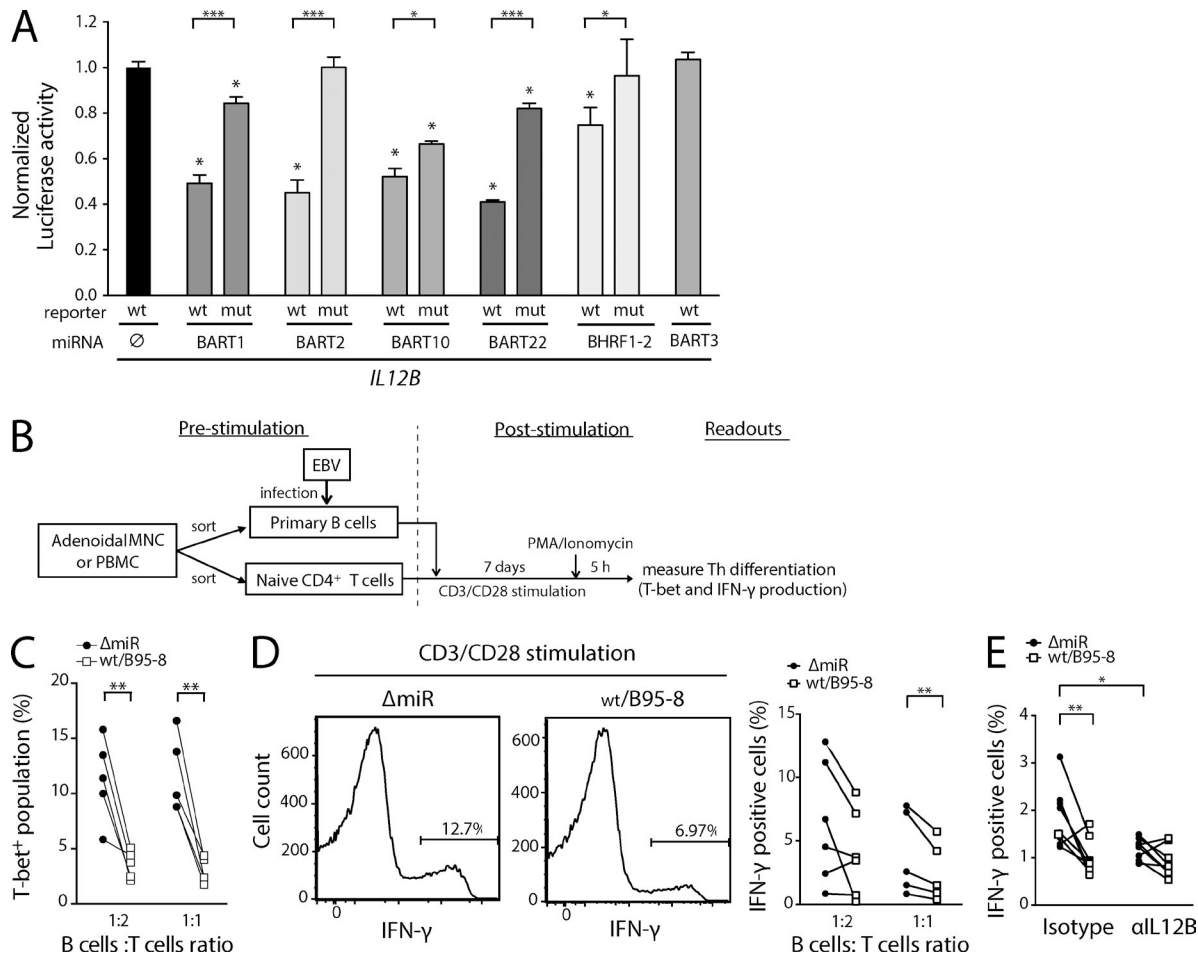 A
Normalized
Luciferase activity
1.2
1.0
0.8
0.6
0.4
0.2
0.0
*** *** * *** *
* * * * * * * *
reporter wt wt mut wt mut wt mut wt mut wt mut wt
miRNA ∅ BART1 BART2 BART10 BART22 BHRF1-2 BART3
IL12B
B
Pre-stimulation Post-stimulation Readouts
EBV
infection
sort
Primary B cells
Adenoidal MNC
or PBMC
sort
Naive CD4⁺ T cells
PMA/Ionomycin
7 days 5 h
CD3/CD28 stimulation
measure Th differentiation
(T-bet and IFN-γ production)
C
ΔmiR
wt/B95-8
T-bet⁺ population (%)
20
15
10
5
0
** **
1:2 1:1
B cells :T cells ratio
D
CD3/CD28 stimulation
ΔmiR wt/B95-8
Cell count
600
400
200
0
12.7%
0
IFN-γ
600
400
200
0
6.97%
0
IFN-γ
ΔmiR
wt/B95-8
IFN-γ positive cells (%)
15
10
5
0
**
1:2 1:1
B cells: T cells ratio
E
ΔmiR
wt/B95-8
IFN-γ positive cells (%)
4
3
2
1
0
*
**
Isotype αIL12B